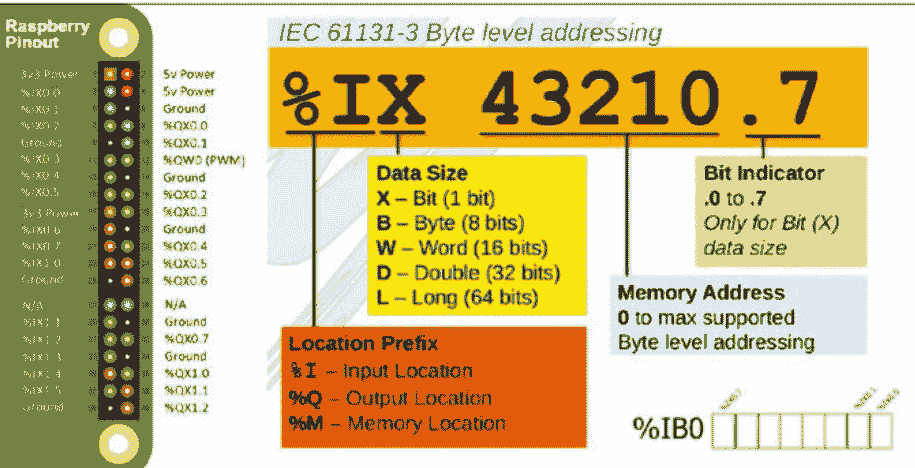 IEC 61131-3 Byte level addressing
Raspberry
Pinout
%IX 43210.7
3v3 Power
5v Power
%IX0.0
5v Power
%IX0.1
Ground
%IX0.2
%QX0.0
Ground
%QX0.1
%IX0.3
%QW0 (PWM)
%IX0.4
Ground
%IX0.5
%QX0.2
3v3 Power
%QX0.3
%IX0.6
Ground
%IX0.7
%QX0.4
%IX1.0
%QX0.5
Ground
%QX0.6
N/A
N/A
%IX1.1
Ground
%IX1.2
%QX0.7
%IX1.3
Ground
%IX1.4
%QX1.0
%IX1.5
%QX1.1
Ground
%QX1.2
Data Size
X – Bit (1 bit)
B – Byte (8 bits)
W – Word (16 bits)
D – Double (32 bits)
L – Long (64 bits)
Bit Indicator
.0 to .7
Only for Bit (X)
data size
Memory Address
0 to max supported
Byte level addressing
Location Prefix
%I – Input Location
%Q – Output Location
%M – Memory Location
%IB0